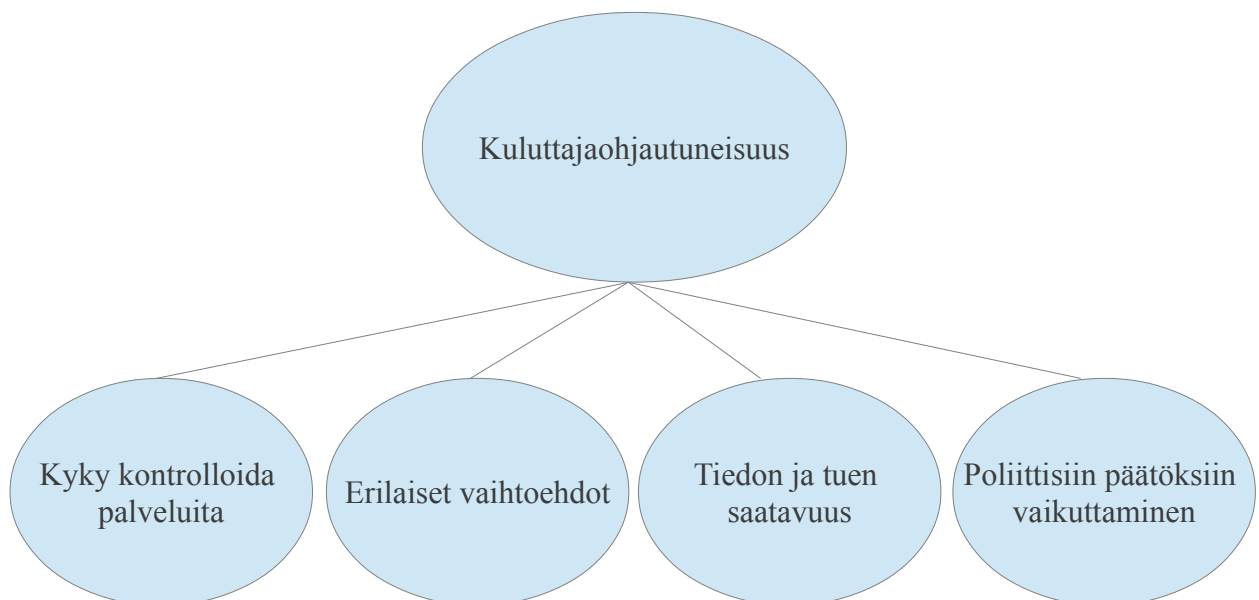 Kuluttajaohjautuneisuus
Kyky kontrolloida
palveluita
Erilaiset vaihtoehdot
Tiedon ja tuen
saatavuus
Poliittisiin päätöksiin
vaikuttaminen